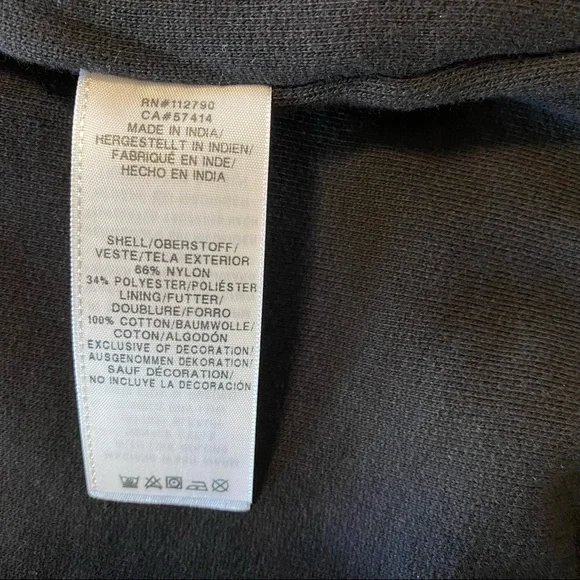 RN#112790
CA#57414
MADE IN INDIA/
HERGESTELLT IN INDIEN/
FABRIQUÉ EN INDE/
HECHO EN INDIA
SHELL/OBERSTOFF/
VESTE/TELA EXTERIOR
66% NYLON
34% POLYESTER/POLIÉSTER
LINING/FUTTER/
DOUBLURE/FORRO
100% COTTON/BAUMWOLLE/
COTON/ALGODÓN
EXCLUSIVE OF DECORATION/
AUSGENOMMEN DEKORATION/
SAUF DÉCORATION/
NO INCLUYE LA DECORACIÓN